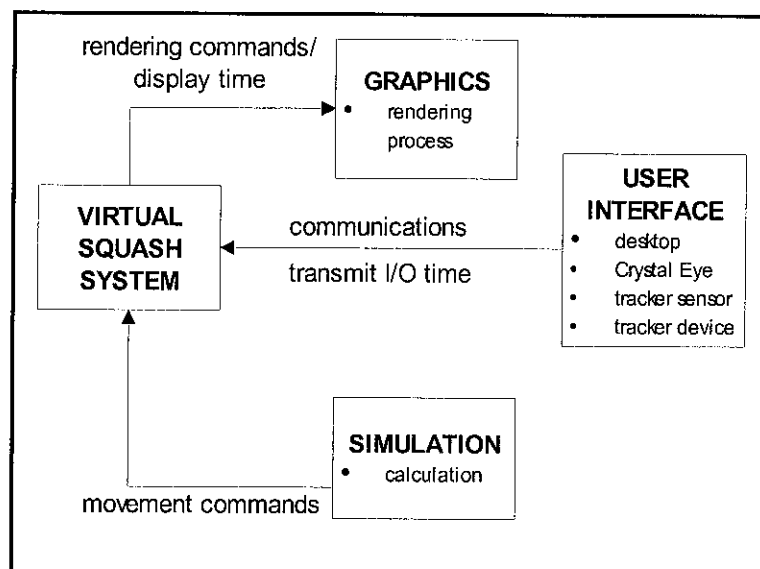 rendering commands/
display time
GRAPHICS
• rendering
process
VIRTUAL
SQUASH
SYSTEM
communications
transmit I/O time
USER
INTERFACE
• desktop
• Crystal Eye
• tracker sensor
• tracker device
SIMULATION
• calculation
movement commands